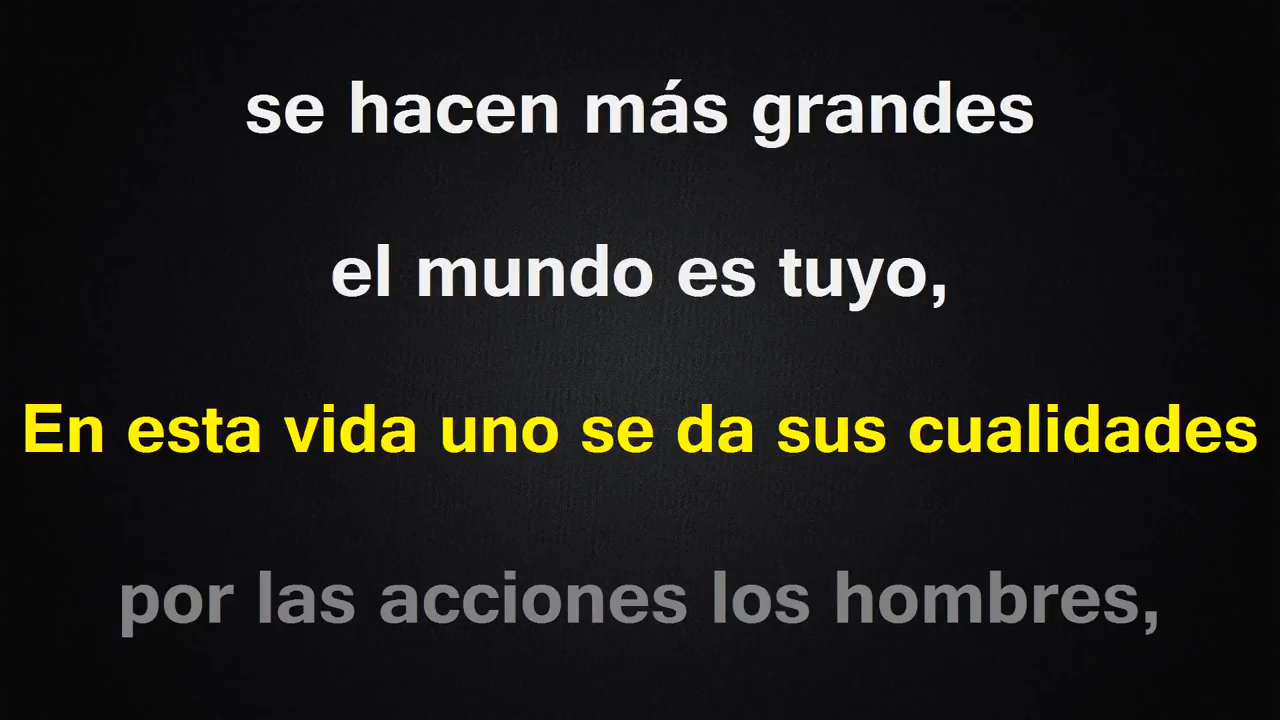 se hacen más grandes
el mundo es tuyo,
En esta vida uno se da sus cualidades
por las acciones los hombres,